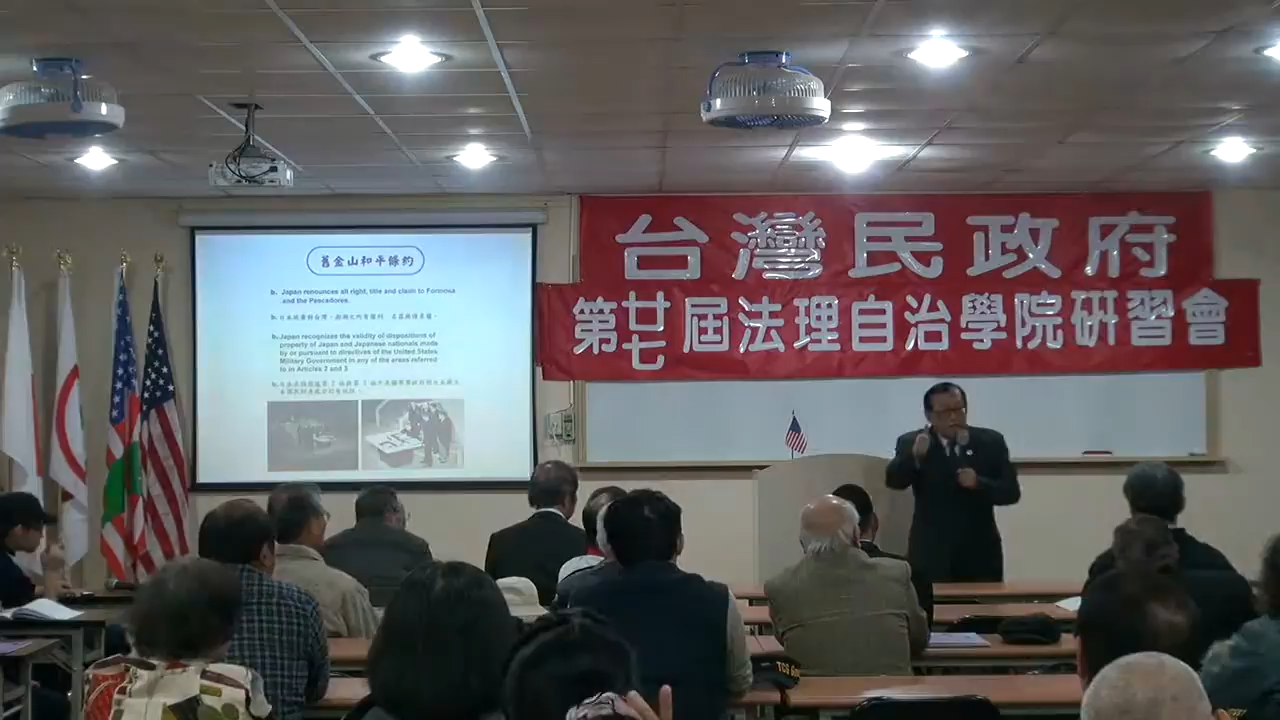 台灣民政府
第廿七屆法理自治學院研習會
舊金山和平條約
b. Japan renounces all right, title and claim to Formosa
and the Pescadores.
b. Japan recognizes the validity of dispositions of
property of Japan and Japanese nationals made
by or pursuant to directives of the United States
Military Government in any of the areas referred
to in Articles 2 and 3
TCG